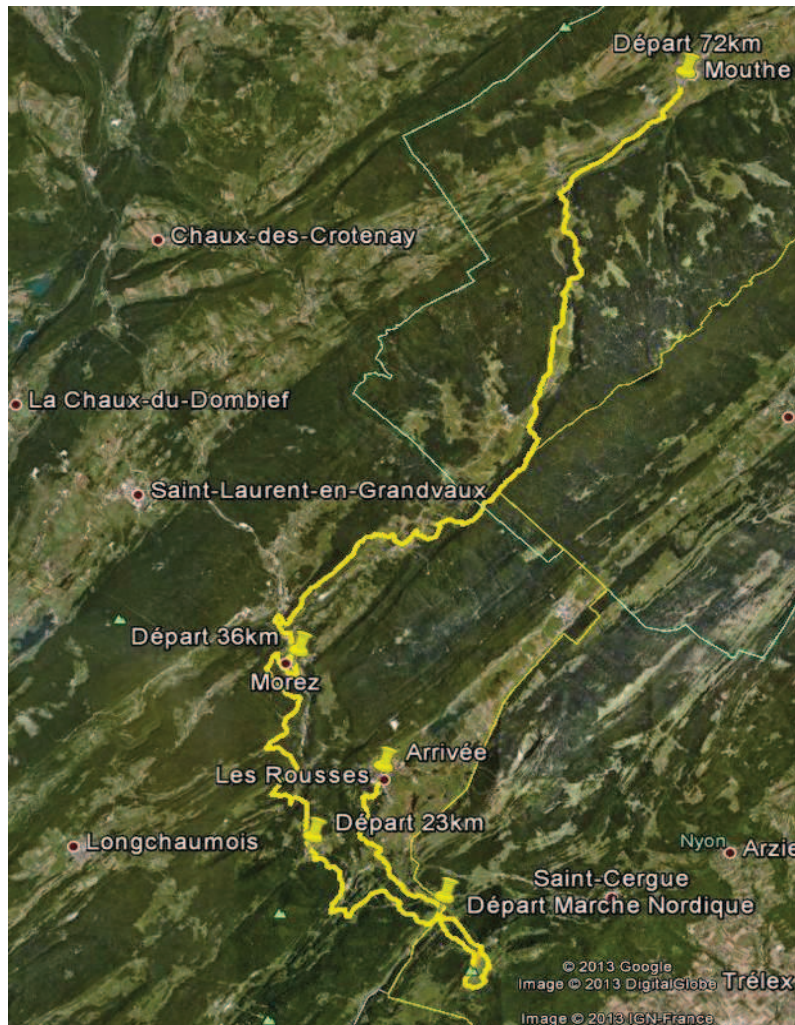 Départ 72km
Mouthe
Chaux-des-Crotenay
La Chaux-du-Dombief
Saint-Laurent-en-Grandvaux
Départ 36km
Morez
Arrivée
Les Rousses
Départ 23km
Longchaumois
Nyon
Arzie
Saint-Cergue
Départ Marche Nordique
© 2013 Google
Image © 2013 DigitalGlobe
Trélex
Image © 2013 IGN-France